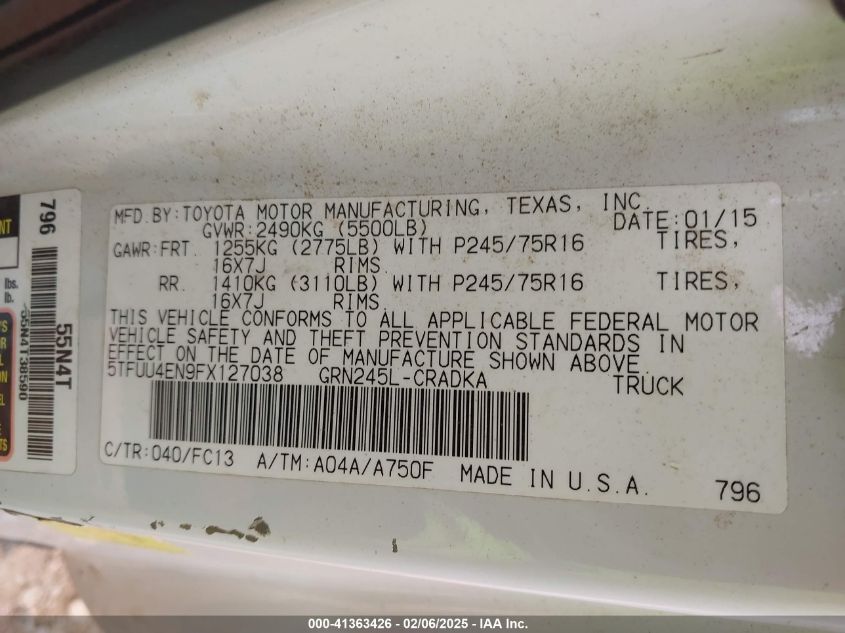 MFD. BY: TOYOTA MOTOR MANUFACTURING, TEXAS, INC.
GVWR: 2490KG (5500LB) DATE: 01/15
GAWR: FRT. 1255KG (2775LB) WITH P245/75R16 TIRES,
16X7J RIMS.
RR. 1410KG (3110LB) WITH P245/75R16 TIRES,
16X7J RIMS.
THIS VEHICLE CONFORMS TO ALL APPLICABLE FEDERAL MOTOR
VEHICLE SAFETY AND THEFT PREVENTION STANDARDS IN
EFFECT ON THE DATE OF MANUFACTURE SHOWN ABOVE.
5TFUU4EN9FX127038 GRN245L-CRADKA TRUCK
C/TR: 040/FC13 A/TM: A04A/A750F MADE IN U.S.A.
796
796
55N4T
55N4T38590
lbs.
lb.
000-41363426 - 02/06/2025 - IAA Inc.